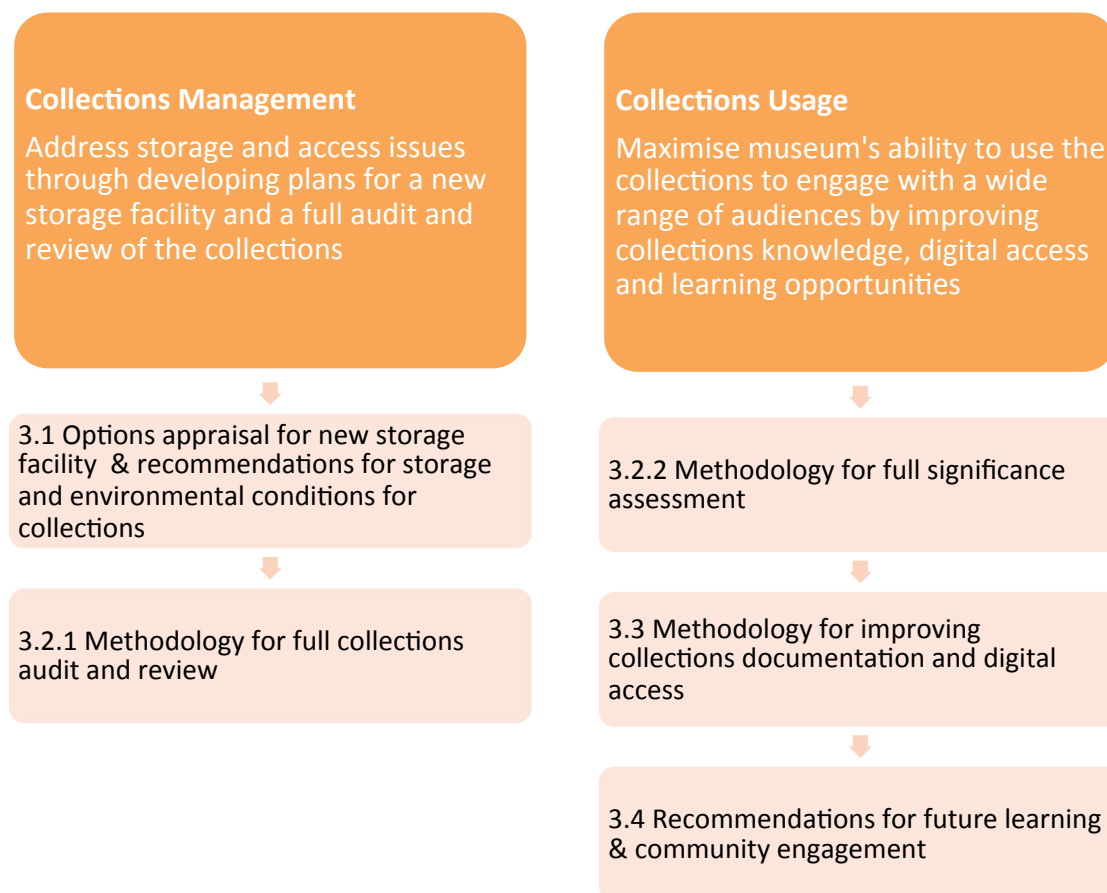 Collections Management
Address storage and access issues
through developing plans for a new
storage facility and a full audit and
review of the collections
3.1 Options appraisal for new storage
facility & recommendations for storage
and environmental conditions for
collections
3.2.1 Methodology for full collections
audit and review
Collections Usage
Maximise museum's ability to use the
collections to engage with a wide
range of audiences by improving
collections knowledge, digital access
and learning opportunities
3.2.2 Methodology for full significance
assessment
3.3 Methodology for improving
collections documentation and digital
access
3.4 Recommendations for future learning
& community engagement